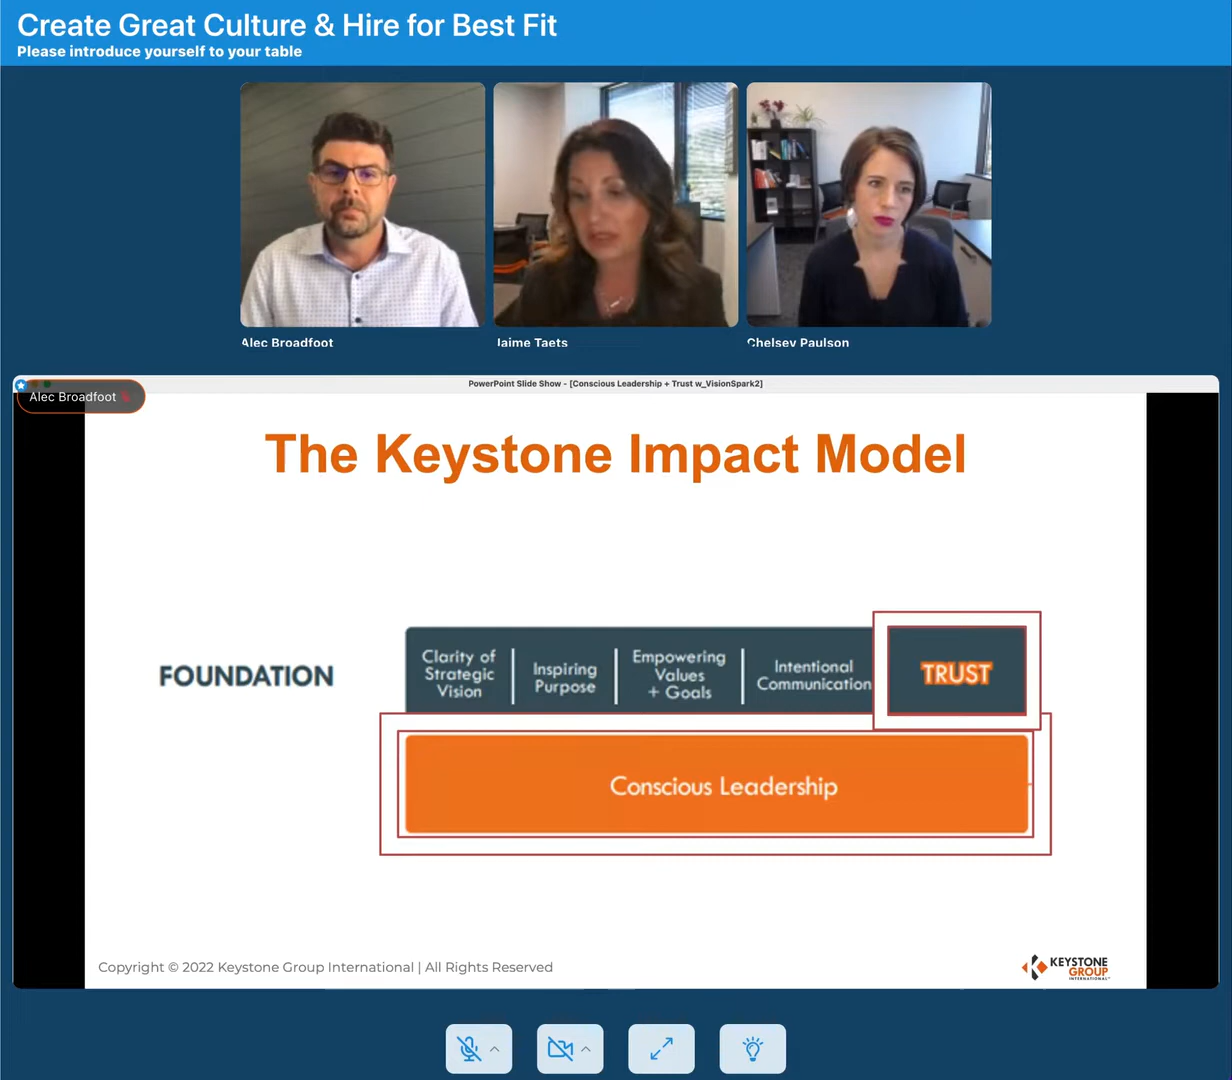 Create Great Culture & Hire for Best Fit
Please introduce yourself to your table
Alec Broadfoot
Jaime Taets
Chelsey Paulson
PowerPoint Slide Show - [Conscious Leadership + Trust w_VisionSpark2]
Alec Broadfoot
The Keystone Impact Model
FOUNDATION
Clarity of
Strategic
Vision
Inspiring
Purpose
Empowering
Values
+ Goals
Intentional
Communication
TRUST
Conscious Leadership
Copyright © 2022 Keystone Group International | All Rights Reserved
KEYSTONE
GROUP
INTERNATIONAL